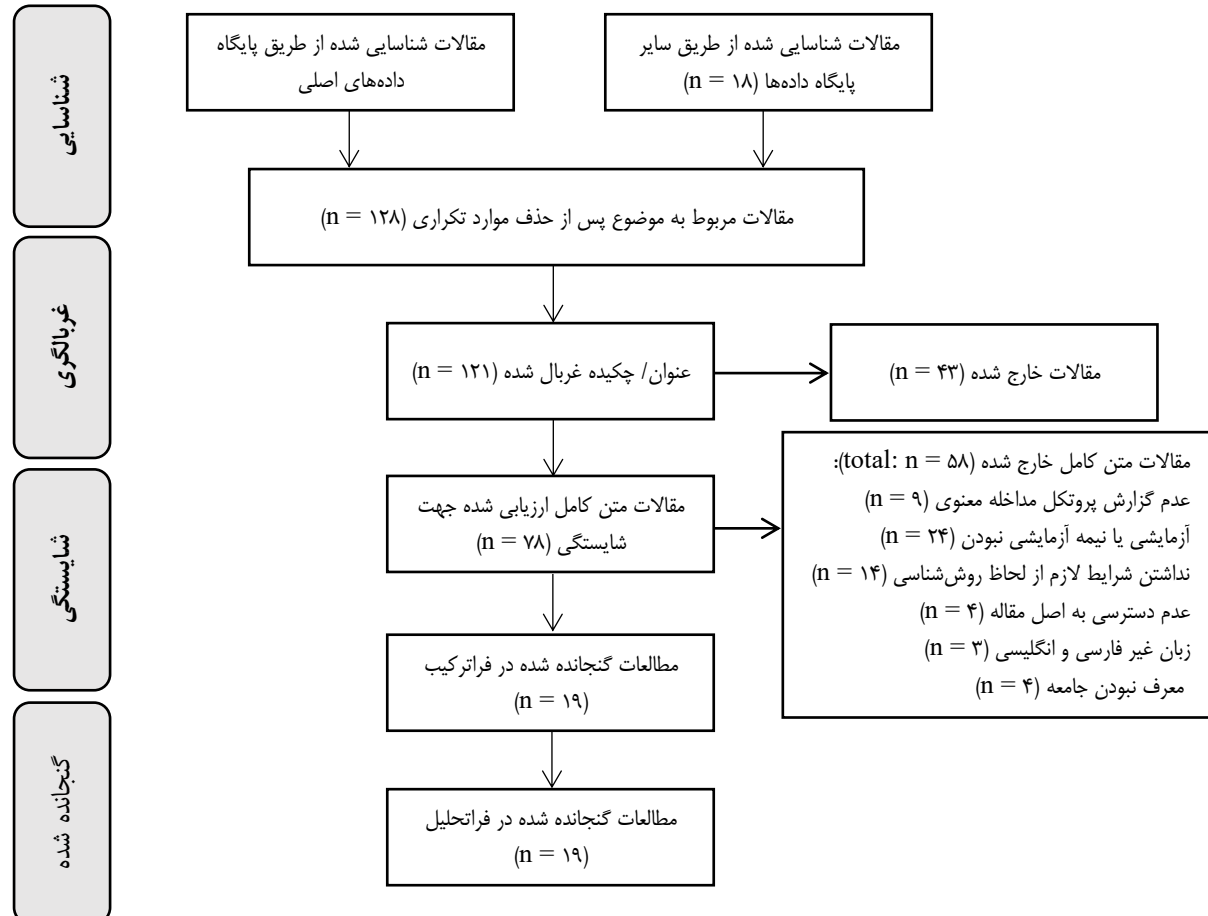 شناسایی
مقالات شناسایی شده از طریق سایر
پایگاه داده‌ها (n = ۱۸)
مقالات شناسایی شده از طریق پایگاه
داده‌های اصلی
مقالات مربوط به موضوع پس از حذف موارد تکراری (n = ۱۲۸)
غربالگری
عنوان/ چکیده غربال شده (n = ۱۲۱)
مقالات خارج شده (n = ۴۳)
شایستگی
مقالات متن کامل ارزیابی شده جهت
شایستگی (n = ۷۸)
مقالات متن کامل خارج شده (total: n = ۵۸):
عدم گزارش پروتکل مداخله معنوی (n = ۹)
آزمایشی یا نیمه آزمایشی نبودن (n = ۲۴)
نداشتن شرایط لازم از لحاظ روش‌شناسی (n = ۱۴)
عدم دسترسی به اصل مقاله (n = ۴)
زبان غیر فارسی و انگلیسی (n = ۳)
معرف نبودن جامعه (n = ۴)
مطالعات گنجانده شده در فراترکیب
(n = ۱۹)
گنجانده شده
مطالعات گنجانده شده در فراتحلیل
(n = ۱۹)